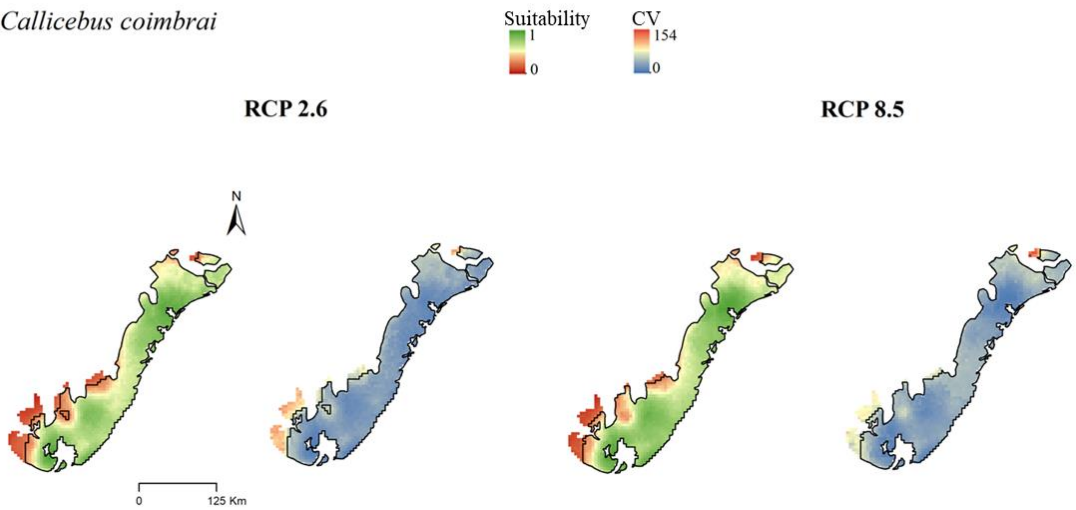 Callicebus coimbrai
Suitability CV
1 154
0 0
RCP 2.6 RCP 8.5
N
0 125 Km